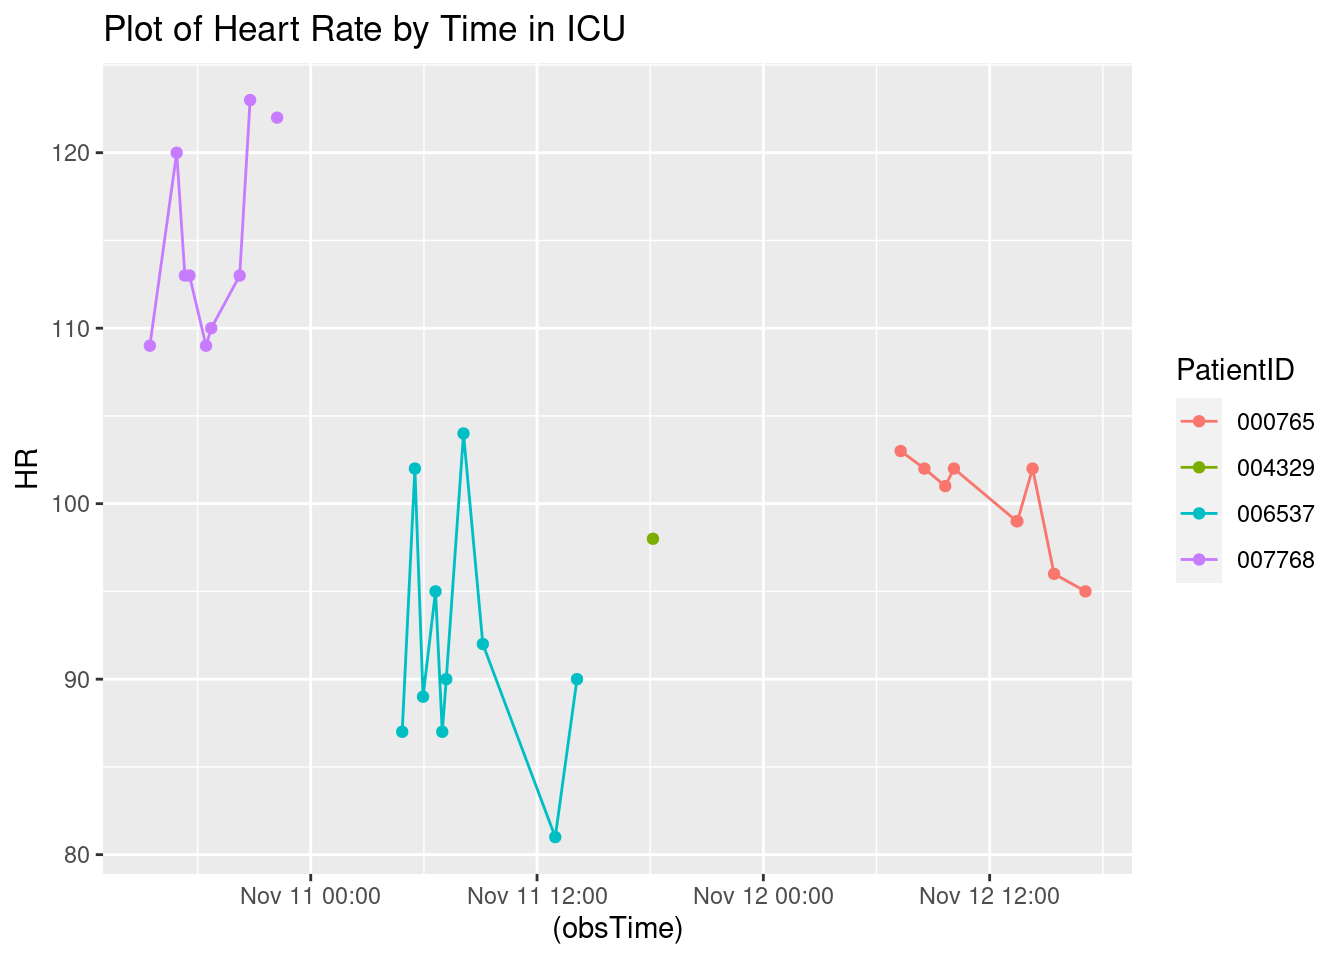 Plot of Heart Rate by Time in ICU
120
110
100
90
80
HR
Nov 11 00:00
Nov 11 12:00
Nov 12 00:00
Nov 12 12:00
(obsTime)
PatientID
000765
004329
006537
007768